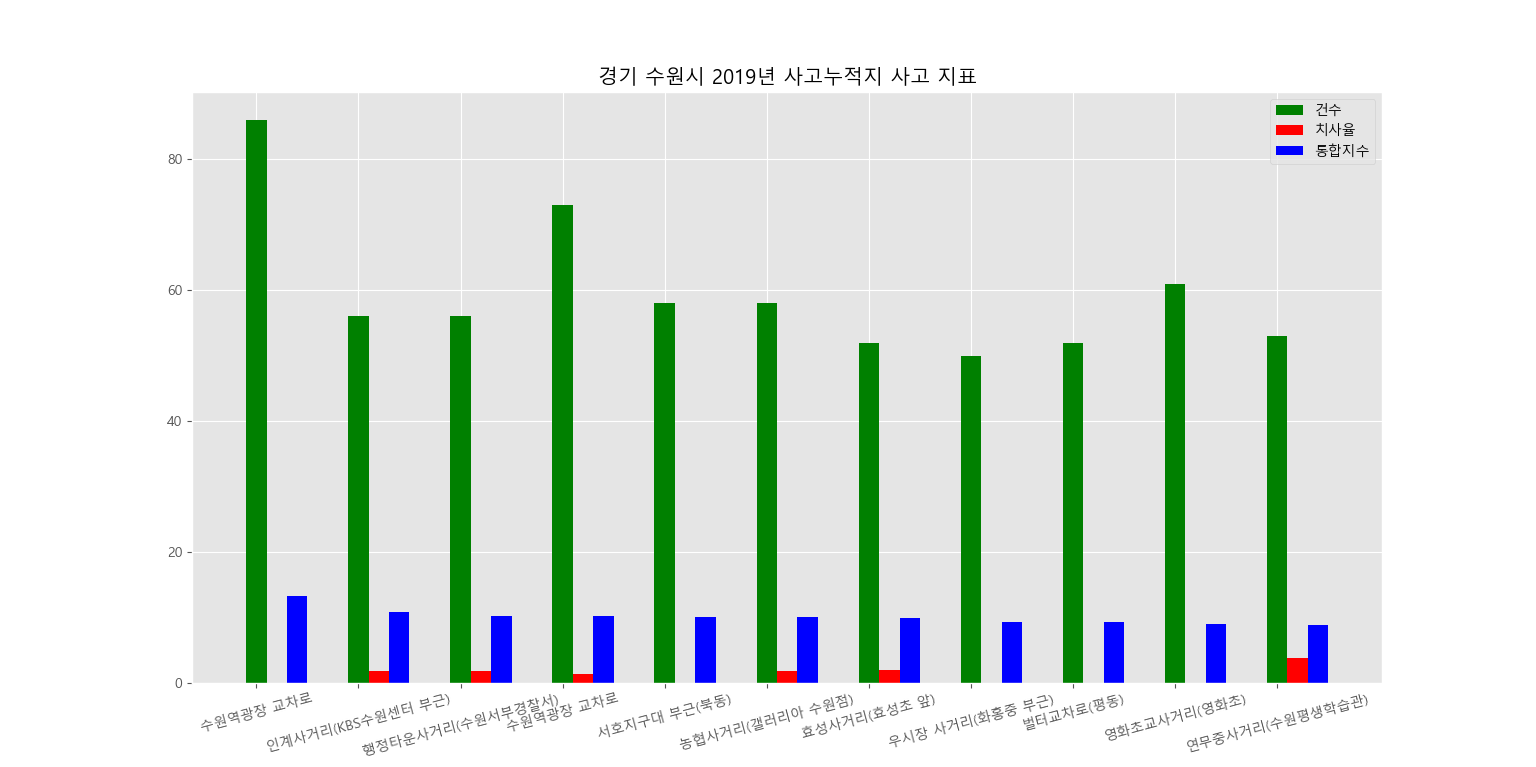 경기 수원시 2019년 사고누적지 사고 지표
건수
치사율
통합지수
80
60
40
20
0
수원역광장 교차로
인계사거리(KBS수원센터 부근)
행정타운사거리(수원서부경찰서)
수원역광장 교차로
서호지구대 부근(북동)
농협사거리(갤러리아 수원점)
효성사거리(효성초 앞)
우시장 사거리(화홍중 부근)
벌터교차로(평동)
영화초교사거리(영화초)
연무중사거리(수원평생학습관)